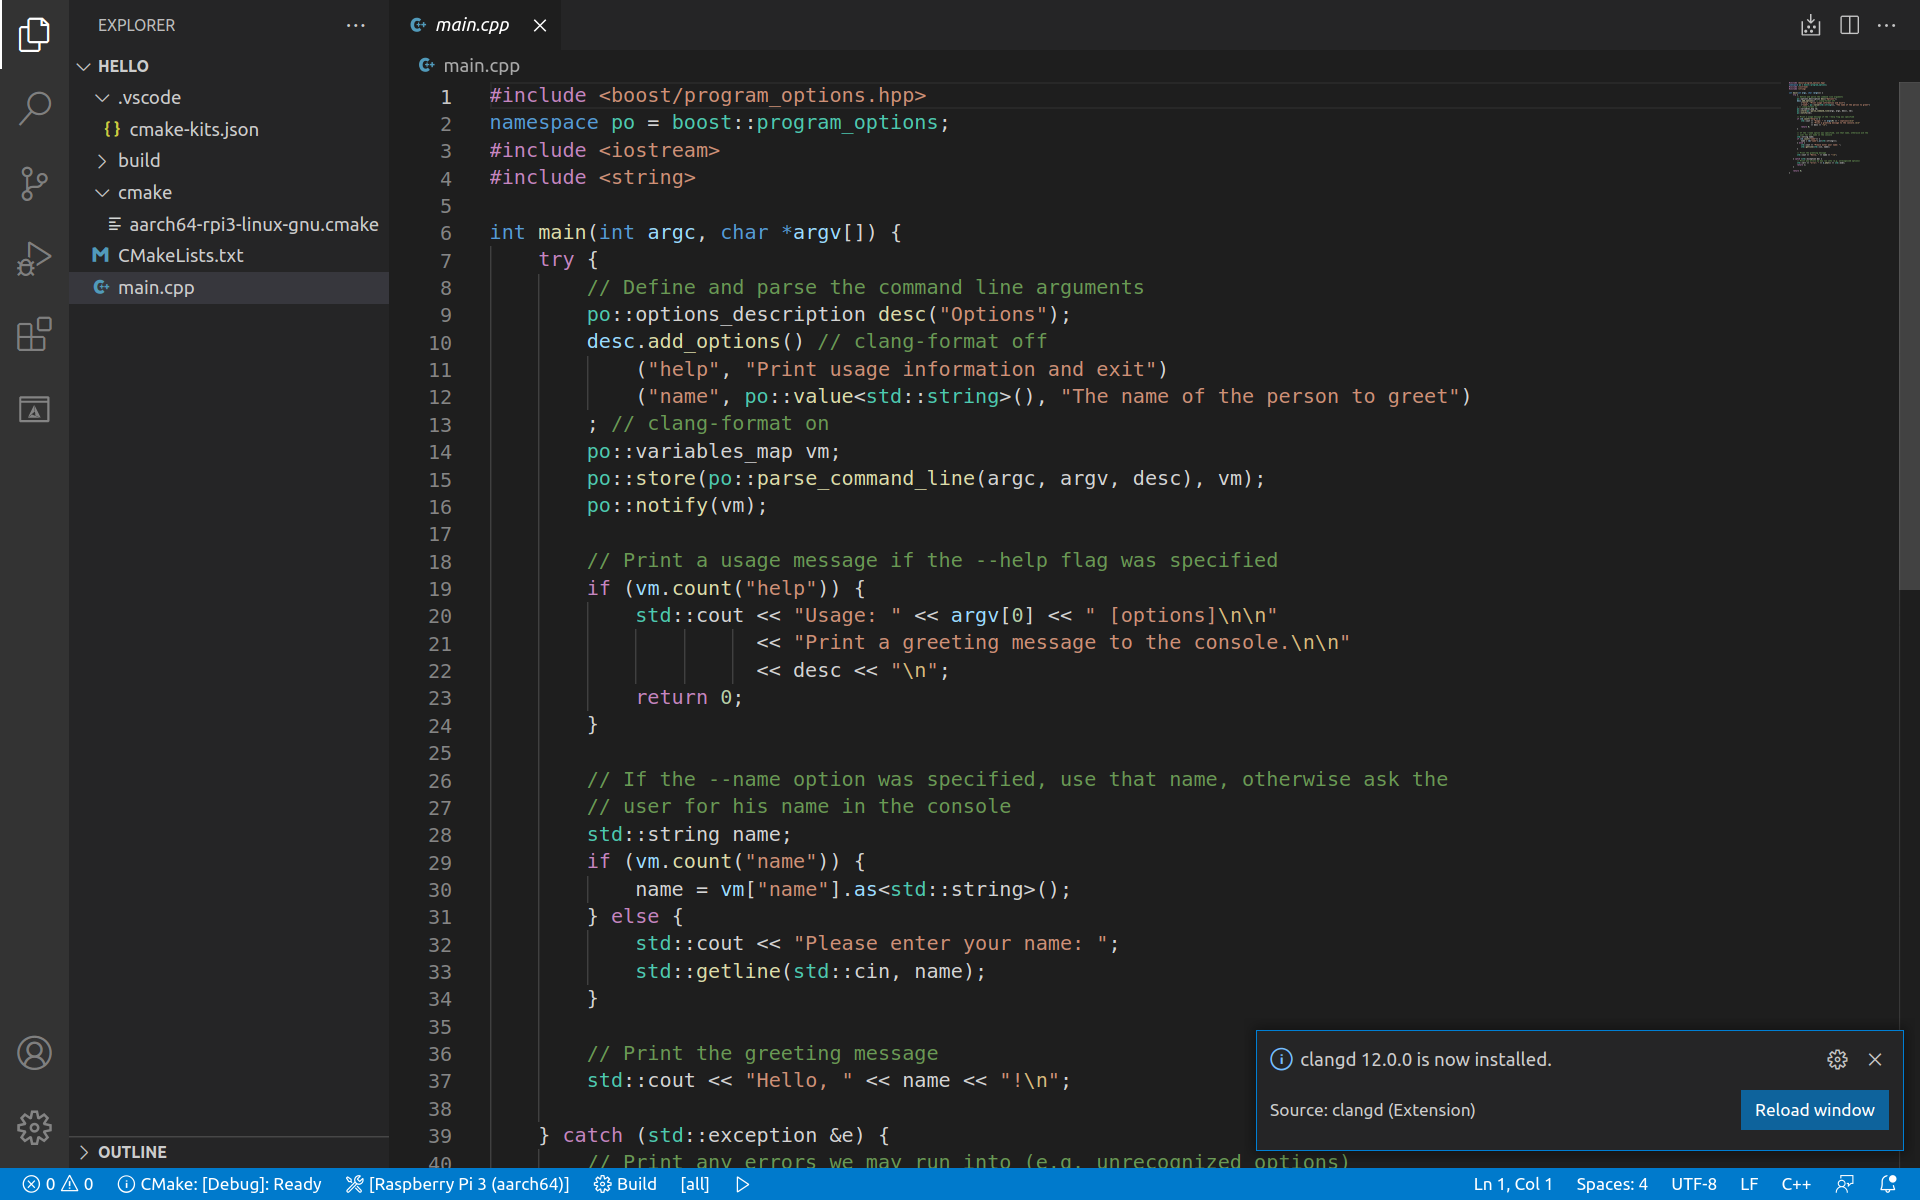 EXPLORER
HELLO
.vscode
{} cmake-kits.json
build
cmake
aarch64-rpi3-linux-gnu.cmake
M CMakeLists.txt
main.cpp
OUTLINE
main.cpp
main.cpp
1 #include <boost/program_options.hpp>
2 namespace po = boost::program_options;
3 #include <iostream>
4 #include <string>
5
6 int main(int argc, char *argv[]) {
7     try {
8         // Define and parse the command line arguments
9         po::options_description desc("Options");
10         desc.add_options() // clang-format off
11             ("help", "Print usage information and exit")
12             ("name", po::value<std::string>(), "The name of the person to greet")
13         ; // clang-format on
14         po::variables_map vm;
15         po::store(po::parse_command_line(argc, argv, desc), vm);
16         po::notify(vm);
17
18         // Print a usage message if the --help flag was specified
19         if (vm.count("help")) {
20             std::cout << "Usage: " << argv[0] << " [options]\n\n"
21                       << "Print a greeting message to the console.\n\n"
22                       << desc << "\n";
23             return 0;
24         }
25
26         // If the --name option was specified, use that name, otherwise ask the
27         // user for his name in the console
28         std::string name;
29         if (vm.count("name")) {
30             name = vm["name"].as<std::string>();
31         } else {
32             std::cout << "Please enter your name: ";
33             std::getline(std::cin, name);
34         }
35
36         // Print the greeting message
37         std::cout << "Hello, " << name << "!\n";
38
39     } catch (std::exception &e) {
40         // Print any errors we may run into (e.g. unrecognized options)
clangd 12.0.0 is now installed.
Source: clangd (Extension)
Reload window
0 0 CMake: [Debug]: Ready [Raspberry Pi 3 (aarch64)] Build [all] Ln 1, Col 1 Spaces: 4 UTF-8 LF C++